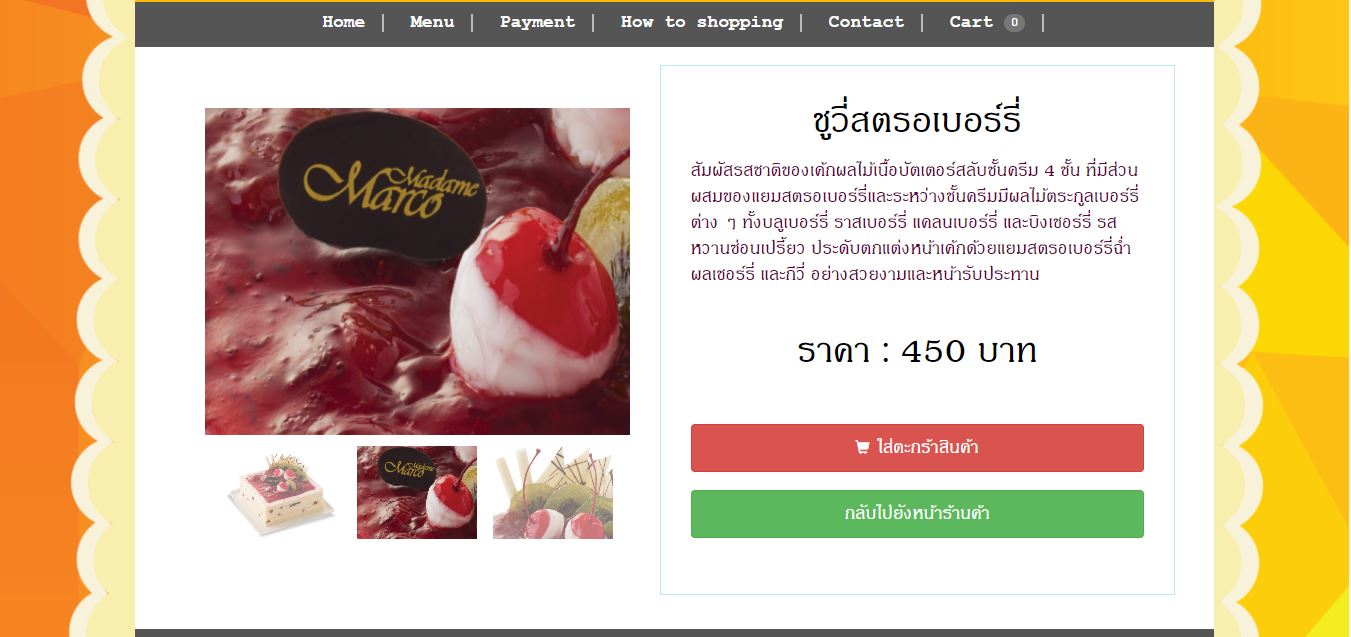 Home | Menu | Payment | How to shopping | Contact | Cart 0 |
Madame
Marco
ชูวี่สตรอเบอร์รี่
สัมผัสรสชาติของเค้กผลไม้เนื้อบัตเตอร์สลับชั้นครีม 4 ชั้น ที่มีส่วน
ผสมของแยมสตรอเบอร์รี่และระหว่างชั้นครีมมีผลไม้ตระกูลเบอร์รี่
ต่าง ๆ ทั้งบลูเบอร์รี่ ราสเบอร์รี่ แคลนเบอร์รี่ และบิงเชอร์รี่ รส
หวานซ่อนเปรี้ยว ประดับตกแต่งหน้าเค้กด้วยแยมสตรอเบอร์รี่ฉ่ำ
ผลเชอร์รี่ และกีวี่ อย่างสวยงามและหน้ารับประทาน
ราคา : 450 บาท
ใส่ตะกร้าสินค้า
กลับไปยังหน้าร้านค้า
Madame
Marco